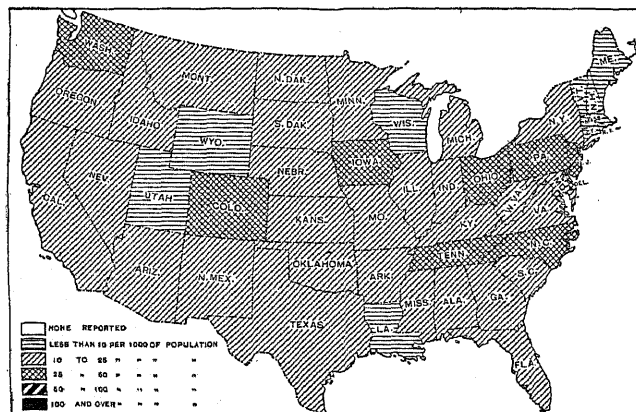 WASH.
MONT.
N. DAK.
MINN.
ME.
OREGON
IDAHO
WYO.
S. DAK.
WIS.
MICH.
N.Y.
NEBR.
IOWA
PA.
NEV.
UTAH
COLO.
ILL.
IND.
OHIO
DEL
CAL.
KANS.
MO.
KY.
VA.
ARIZ.
N. MEX.
OKLAHOMA
ARK.
TENN.
N.C.
S.C.
TEXAS
LA.
MISS.
ALA.
GA.
FLA.
NONE REPORTED
LESS THAN 10 PER 1000 OF POPULATION
10 TO 25 " " " "
25 " 50 " " " "
50 " 100 " " " "
100 AND OVER " " " "